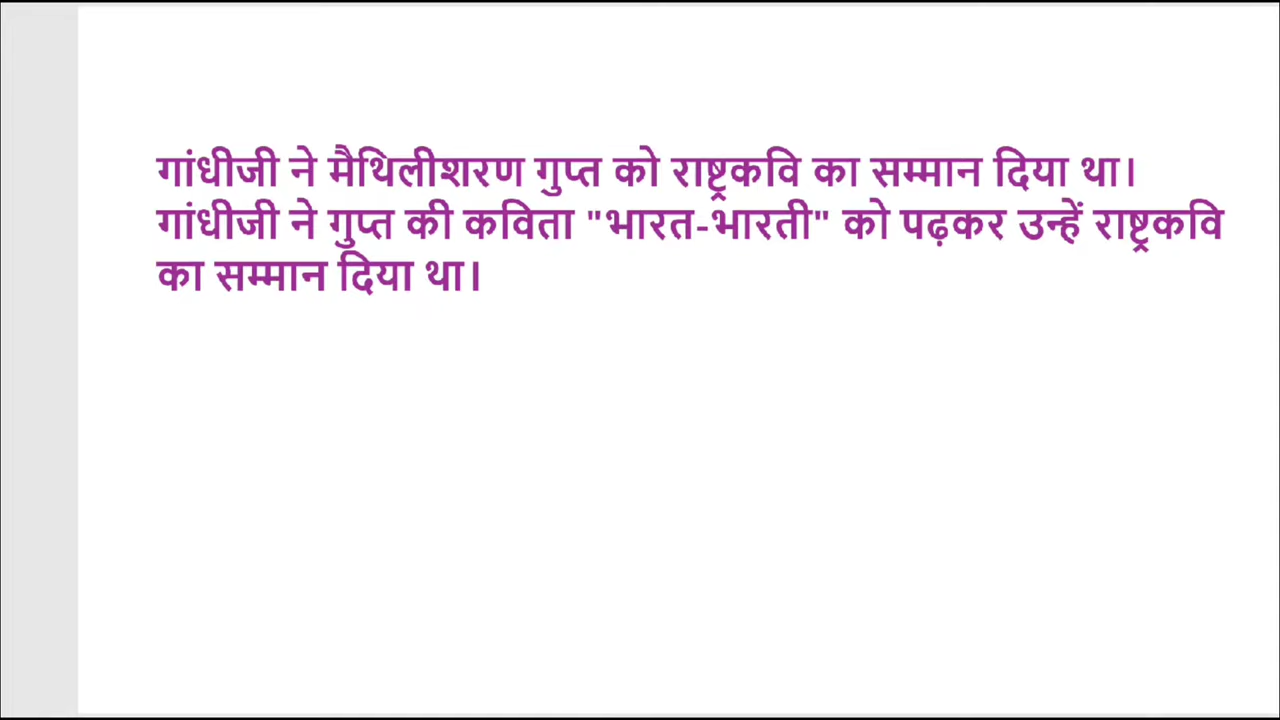 गांधीजी ने मैथिलीशरण गुप्त को राष्ट्रकवि का सम्मान दिया था।
गांधीजी ने गुप्त की कविता "भारत-भारती" को पढ़कर उन्हें राष्ट्रकवि
का सम्मान दिया था।